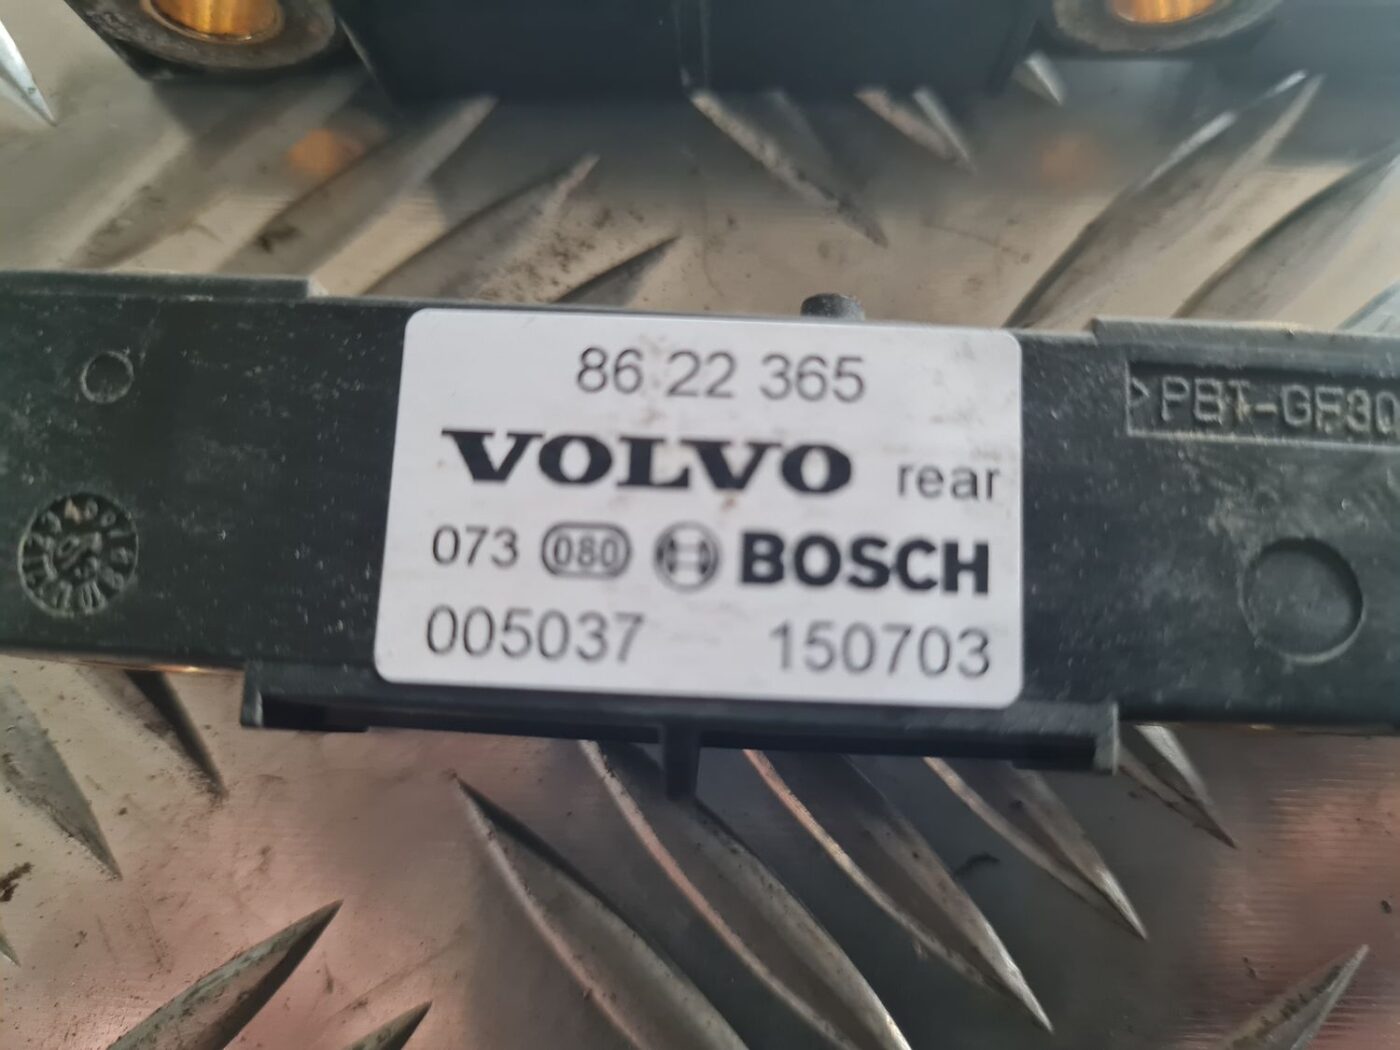 86 22 365
VOLVO rear
073 080 BOSCH
005037 150703
>PBT-GF30